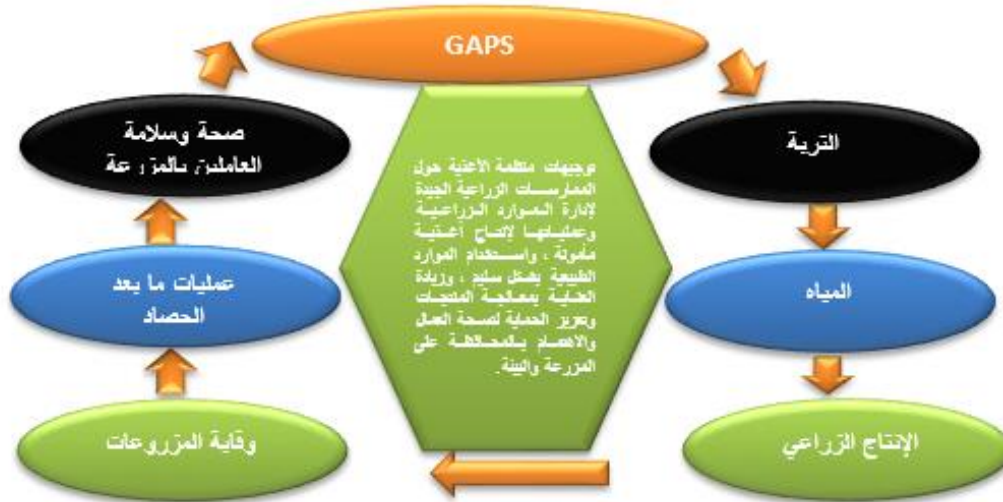 GAPS
التربة
المياه
الإنتاج الزراعي
وقاية المزروعات
عمليات ما بعد
الحصاد
صحة وسلامة
العاملين بالمزرعة
توجيهات منظمة الأغذية حول
الممارسات الزراعية الجيدة
لإدارة الموارد الزراعية
وعملياتها لإنتاج أغذية
مأمونة ، واستخدام الموارد
الطبيعية بشكل سليم ، وزيادة
العناية بمعالجة المنتجات
وتعزيز الحماية لصحة العمال
والاهتمام بالمحافظة على
المزرعة والبيئة.